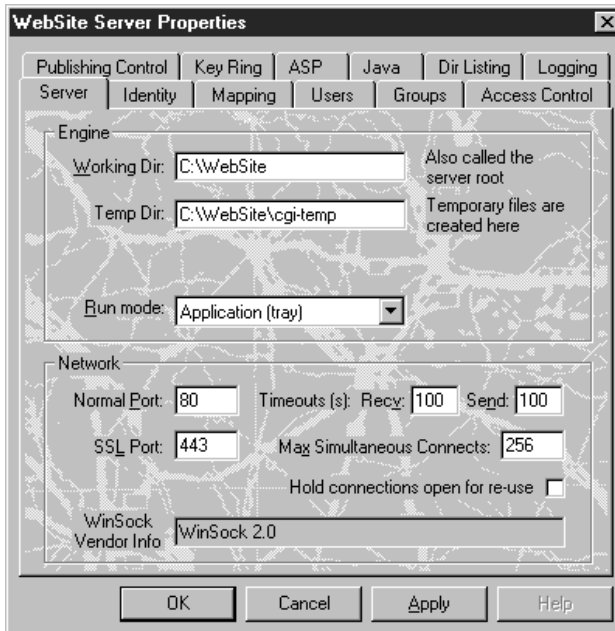 WebSite Server Properties
Publishing Control Key Ring ASP Java Dir Listing Logging
Server Identity Mapping Users Groups Access Control
Engine
Working Dir: C:\WebSite Also called the
server root
Temp Dir: C:\WebSite\cgi-temp Temporary files are
created here
Run mode: Application (tray)
Network
Normal Port: 80 Timeouts (s): Recv: 100 Send: 100
SSL Port: 443 Max Simultaneous Connects: 256
Hold connections open for re-use
WinSock
Vendor Info WinSock 2.0
OK Cancel Apply Help